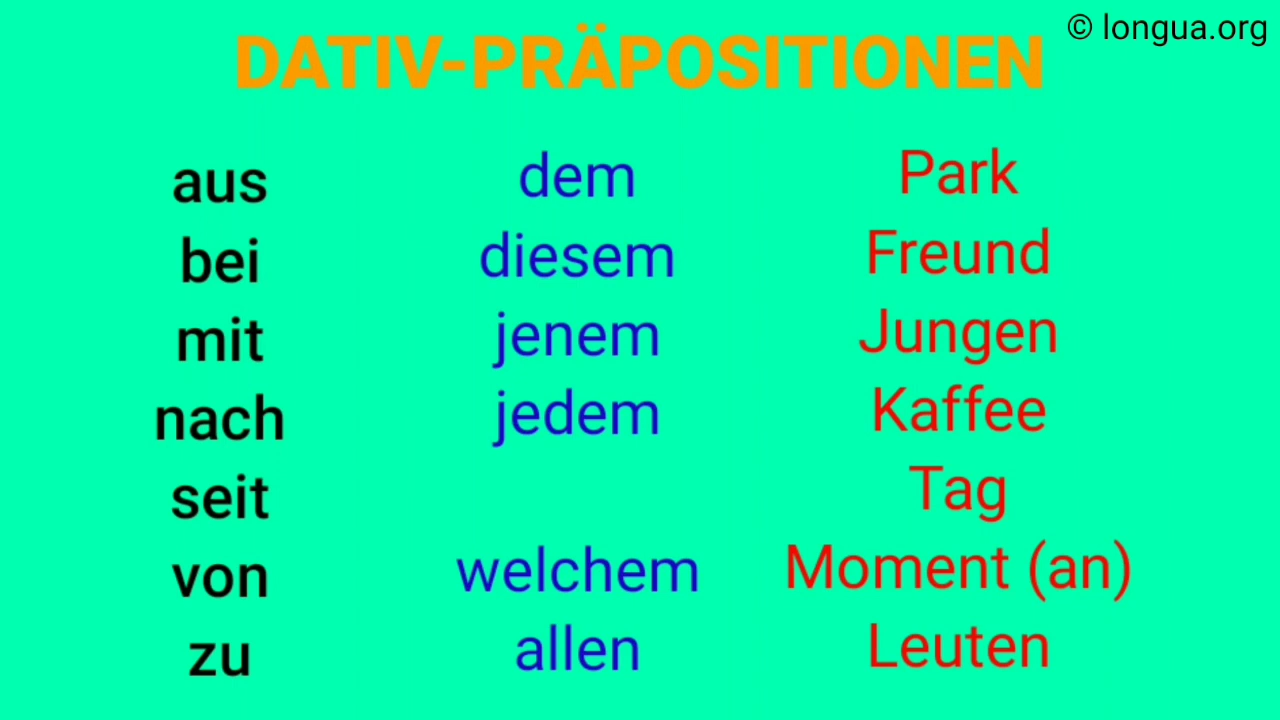 © longua.org
DATIV-PRÄPOSITIONEN
aus dem Park
bei diesem Freund
mit jenem Jungen
nach jedem Kaffee
seit Tag
von welchem Moment (an)
zu allen Leuten